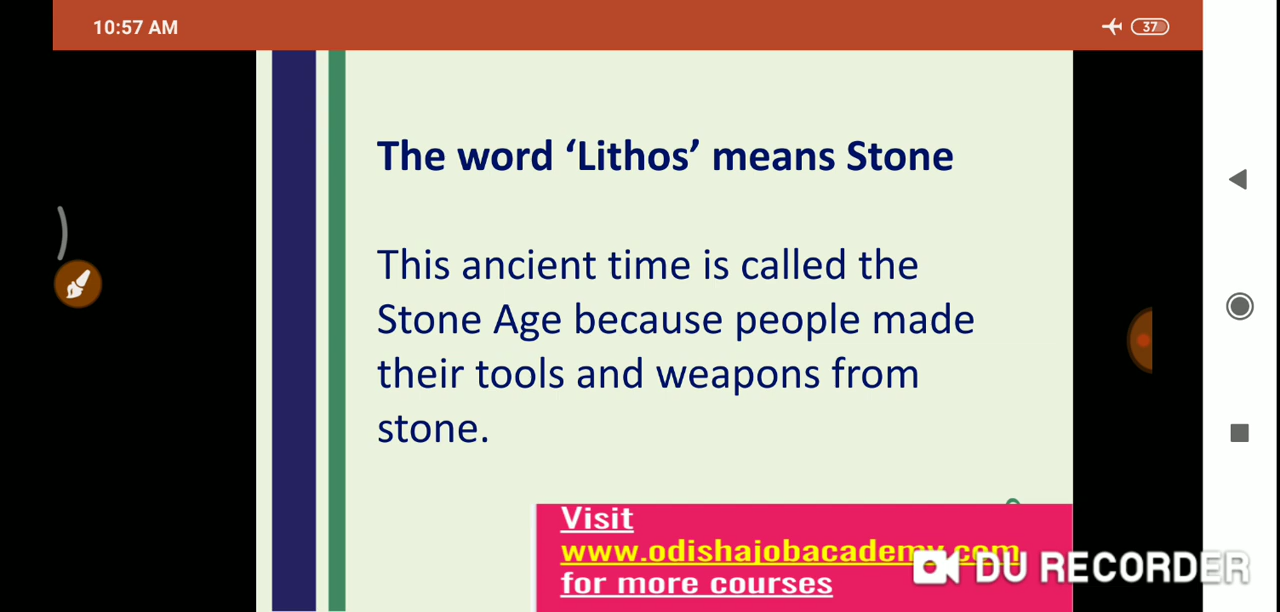 10:57 AM
37
The word ‘Lithos’ means Stone
This ancient time is called the
Stone Age because people made
their tools and weapons from
stone.
Visit
www.odishajobacademy.com
for more courses
DU RECORDER